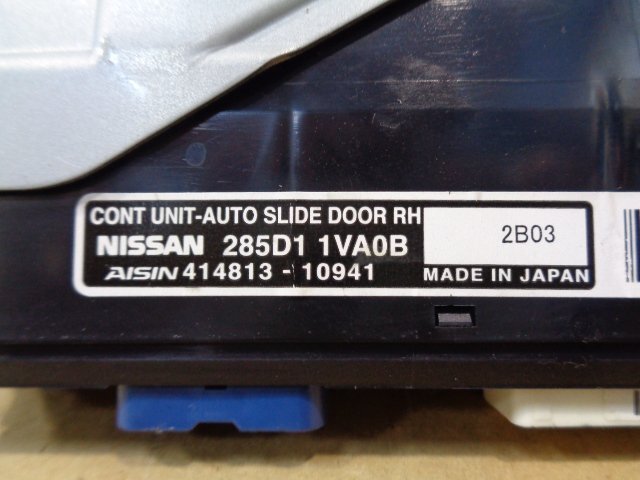 CONT UNIT-AUTO SLIDE DOOR RH
NISSAN 285D1 1VA0B
2B03
AISIN 414813 - 10941
MADE IN JAPAN